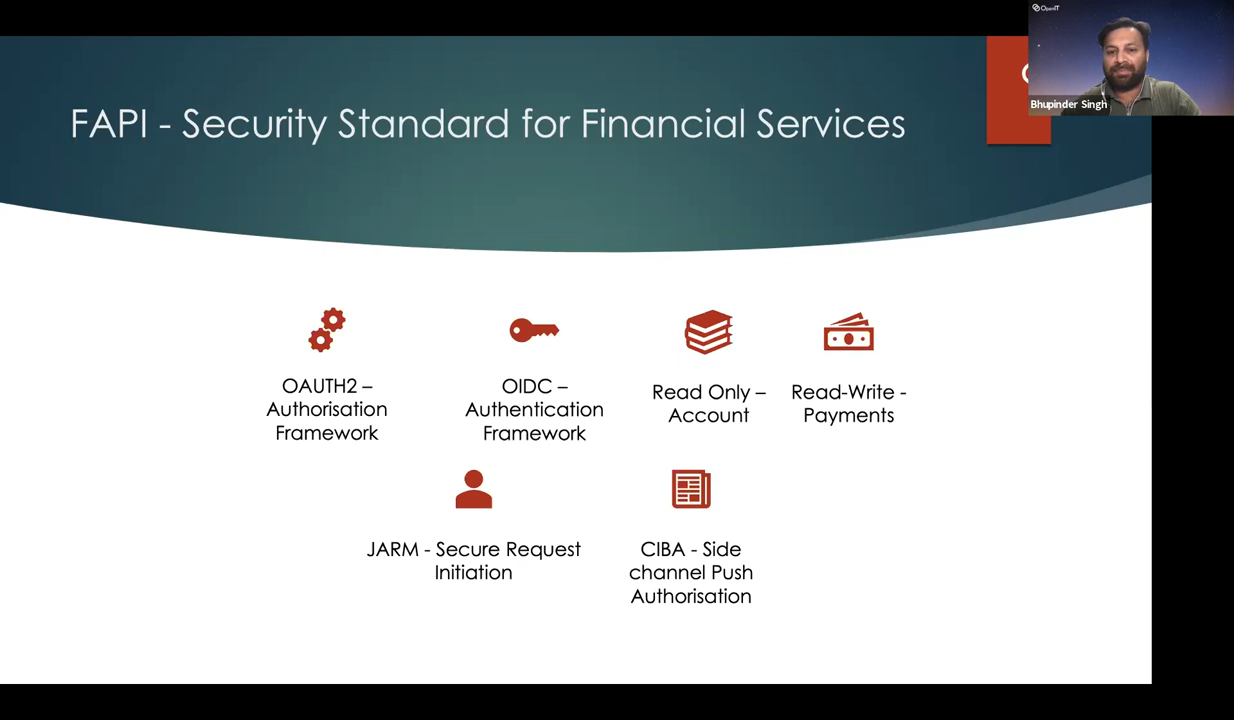 OpenIT
Bhupinder Singh
FAPI - Security Standard for Financial Services
OAUTH2 –
Authorisation
Framework
OIDC –
Authentication
Framework
Read Only –
Account
Read-Write -
Payments
JARM - Secure Request
Initiation
CIBA - Side
channel Push
Authorisation